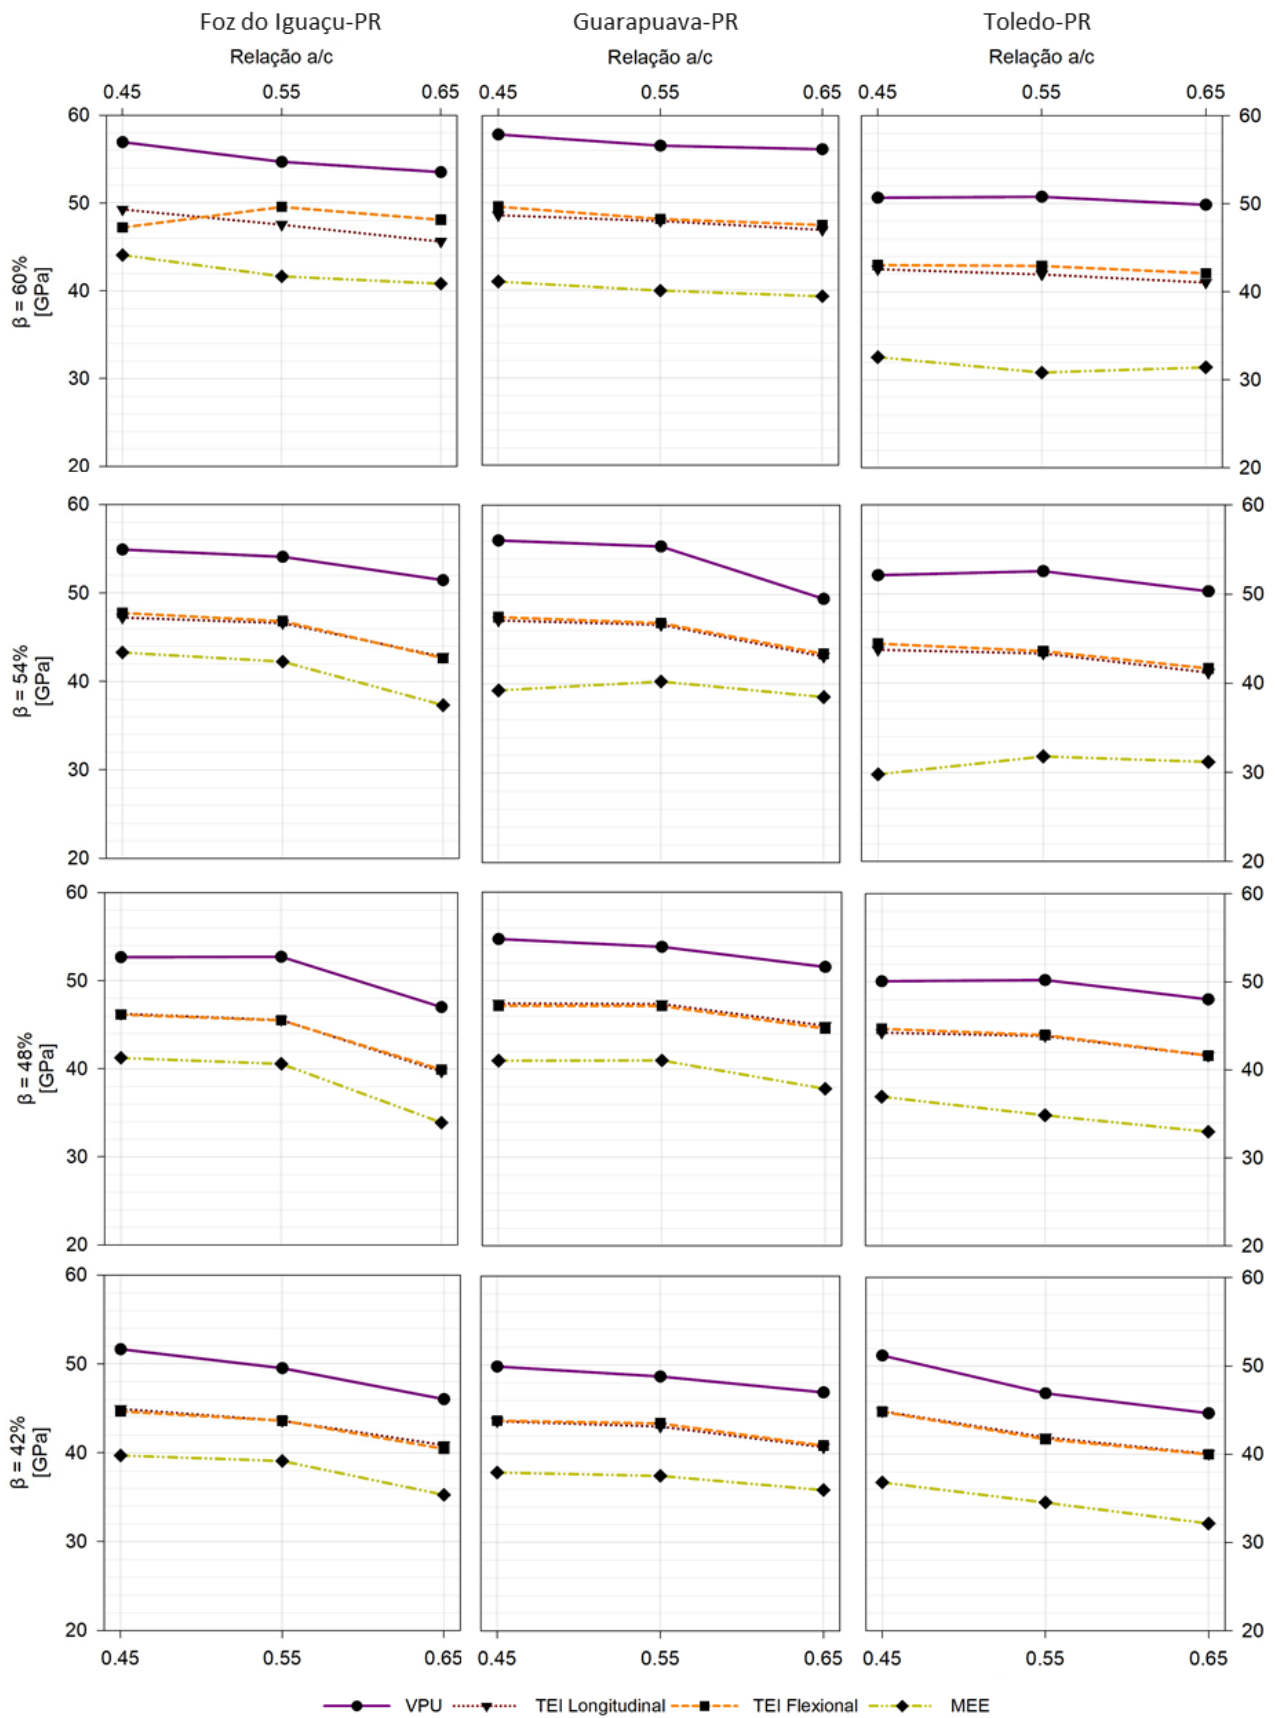 Foz do Iguaçu-PR Guarapuava-PR Toledo-PR
Relação a/c Relação a/c Relação a/c
0.45 0.55 0.65 0.45 0.55 0.65 0.45 0.55 0.65
60 60
50 50
β = 60%
[GPa]
40 40
30 30
20 20
60 60
50 50
β = 54%
[GPa]
40 40
30 30
20 20
60 60
50 50
β = 48%
[GPa]
40 40
30 30
20 20
60 60
50 50
β = 42%
[GPa]
40 40
30 30
20 20
0.45 0.55 0.65 0.45 0.55 0.65 0.45 0.55 0.65
VPU TEI Longitudinal TEI Flexional MEE